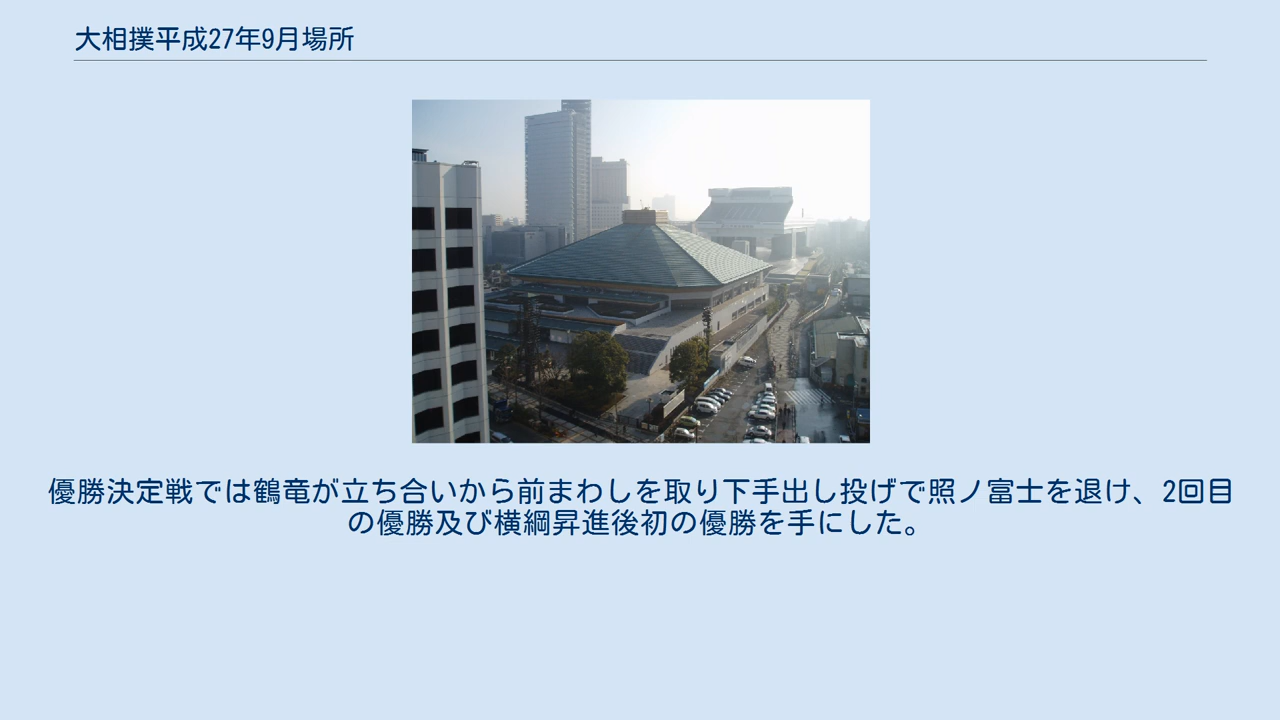 大相撲平成27年9月場所
優勝決定戦では鶴竜が立ち合いから前まわしを取り下手出し投げで照ノ富士を退け、2回目
の優勝及び横綱昇進後初の優勝を手にした。